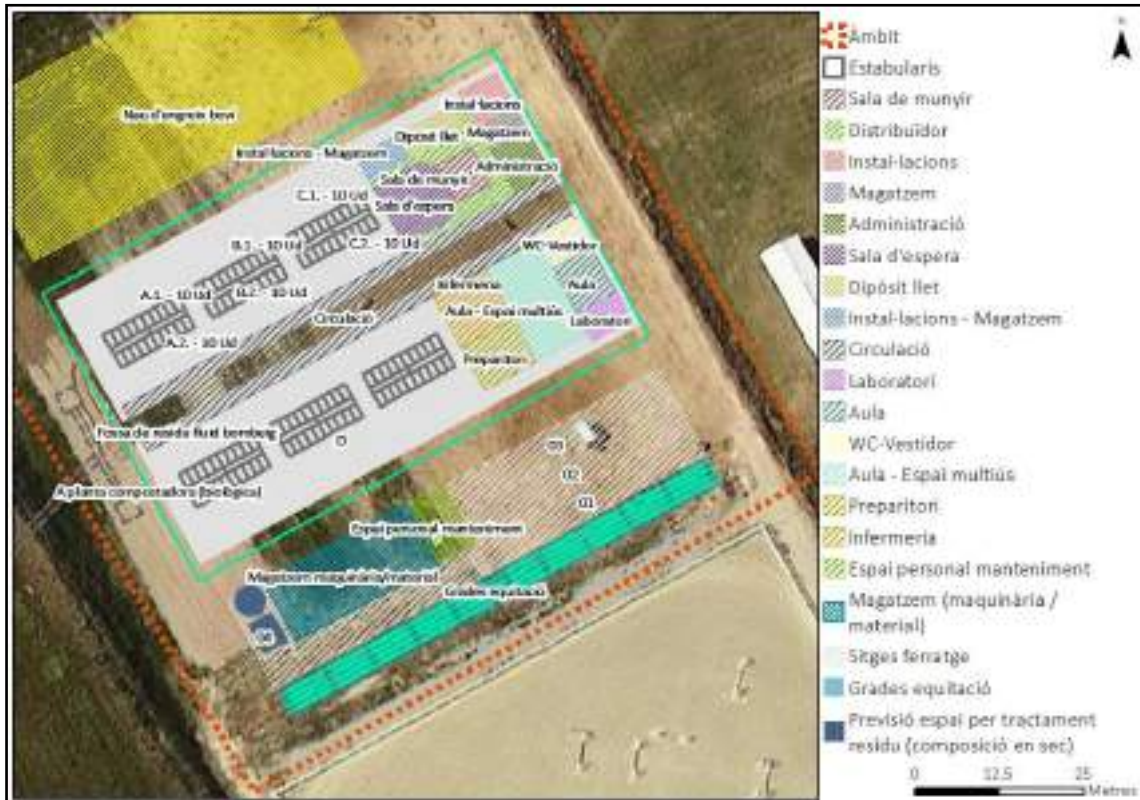 Nau d'engreix boví
Instal·lacions
Dipòsit llet
Magatzem
Instal·lacions - Magatzem
Administració
Sala de munyir
C.1. - 10 Ud
Sala d'espera
B.1. - 10 Ud
C.2. - 10 Ud
WC-Vestidor
A.1. - 10 Ud
B.2. - 10 Ud
Infermeria
Aula
Circulació
Aula - Espai multiús
Laboratori
A.2. - 10 Ud
Preparitori
Fossa de residu fluid bombeig
D
03
02
A planta compostadora (biològica)
01
Espai personal manteniment
Magatzem maquinària/material
Grades equitació
Àmbit
Estabularis
Sala de munyir
Distribuïdor
Instal·lacions
Magatzem
Administració
Sala d'espera
Dipòsit llet
Instal·lacions - Magatzem
Circulació
Laboratori
Aula
WC-Vestidor
Aula - Espai multiús
Preparitori
Infermeria
Espai personal manteniment
Magatzem (maquinària /
material)
Sitges ferratge
Grades equitació
Previsió espai per tractament
residu (composició en sec)
0 12,5 25
Metres